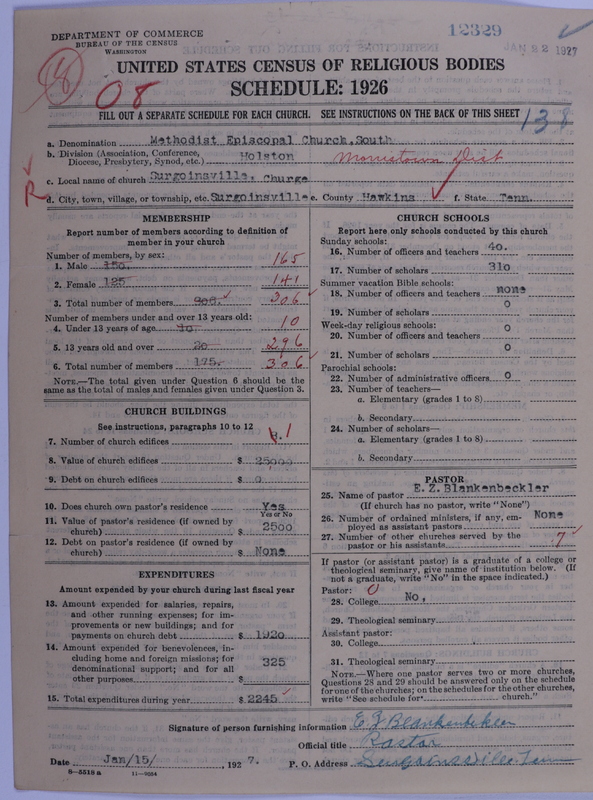 DEPARTMENT OF COMMERCE
BUREAU OF THE CENSUS
WASHINGTON
12329
JAN 22 1927
UNITED STATES CENSUS OF RELIGIOUS BODIES
SCHEDULE: 1926
08
FILL OUT A SEPARATE SCHEDULE FOR EACH CHURCH. SEE INSTRUCTIONS ON THE BACK OF THIS SHEET
138
a. Denomination Methodist Episcopal Church, South
b. Division (Association, Conference, Diocese, Presbytery, Synod, etc.) Holston Morristown Dist
c. Local name of church Surgoinsville, Churge
R
d. City, town, village, or township, etc. Surgoinsville e. County Hawkins f. State Tenn.
MEMBERSHIP
Report number of members according to definition of member in your church
Number of members, by sex:
1. Male 150. 165
2. Female 125 141
3. Total number of members 306
Number of members under and over 13 years old:
4. Under 13 years of age 10 10
5. 13 years old and over 20 296
6. Total number of members 175. 306
NOTE.—The total given under Question 6 should be the same as the total of males and females given under Question 3.
CHURCH BUILDINGS
See instructions, paragraphs 10 to 12
7. Number of church edifices 1
8. Value of church edifices $ 25000
9. Debt on church edifices $ 0
10. Does church own pastor's residence Yes
Yes or No
11. Value of pastor's residence (if owned by church) $ 2500
12. Debt on pastor's residence (if owned by church) $ None
EXPENDITURES
Amount expended by your church during last fiscal year
13. Amount expended for salaries, repairs, and other running expenses; for improvements or new buildings; and for payments on church debt $ 1920
14. Amount expended for benevolences, including home and foreign missions; for denominational support; and for all other purposes $ 325
15. Total expenditures during year $ 2245
CHURCH SCHOOLS
Report here only schools conducted by this church
Sunday schools:
16. Number of officers and teachers 40.
17. Number of scholars 310
Summer vacation Bible schools:
18. Number of officers and teachers none
19. Number of scholars 0
Week-day religious schools:
20. Number of officers and teachers 0
21. Number of scholars 0
Parochial schools:
22. Number of administrative officers 0
23. Number of teachers—
a. Elementary (grades 1 to 8)
b. Secondary
24. Number of scholars—
a. Elementary (grades 1 to 8)
b. Secondary
PASTOR
25. Name of pastor E. Z. Blankenbeckler
(If church has no pastor, write "None")
26. Number of ordained ministers, if any, employed as assistant pastors None
27. Number of other churches served by the pastor or his assistants 7
If pastor (or assistant pastor) is a graduate of a college or theological seminary, give name of institution below. (If not a graduate, write "No" in the space indicated.)
Pastor: 0
28. College No,
29. Theological seminary
Assistant pastor:
30. College
31. Theological seminary
NOTE.—Where one pastor serves two or more churches, Questions 28 and 29 should be answered only on the schedule for one of the churches; on the schedules for the other churches, write "See schedule for church."
Signature of person furnishing information E Z Blankenbekler
Official title Pastor
Date Jan/15/, 1927. P. O. Address Surgoinsville Tenn
8—5518 a 11—9034